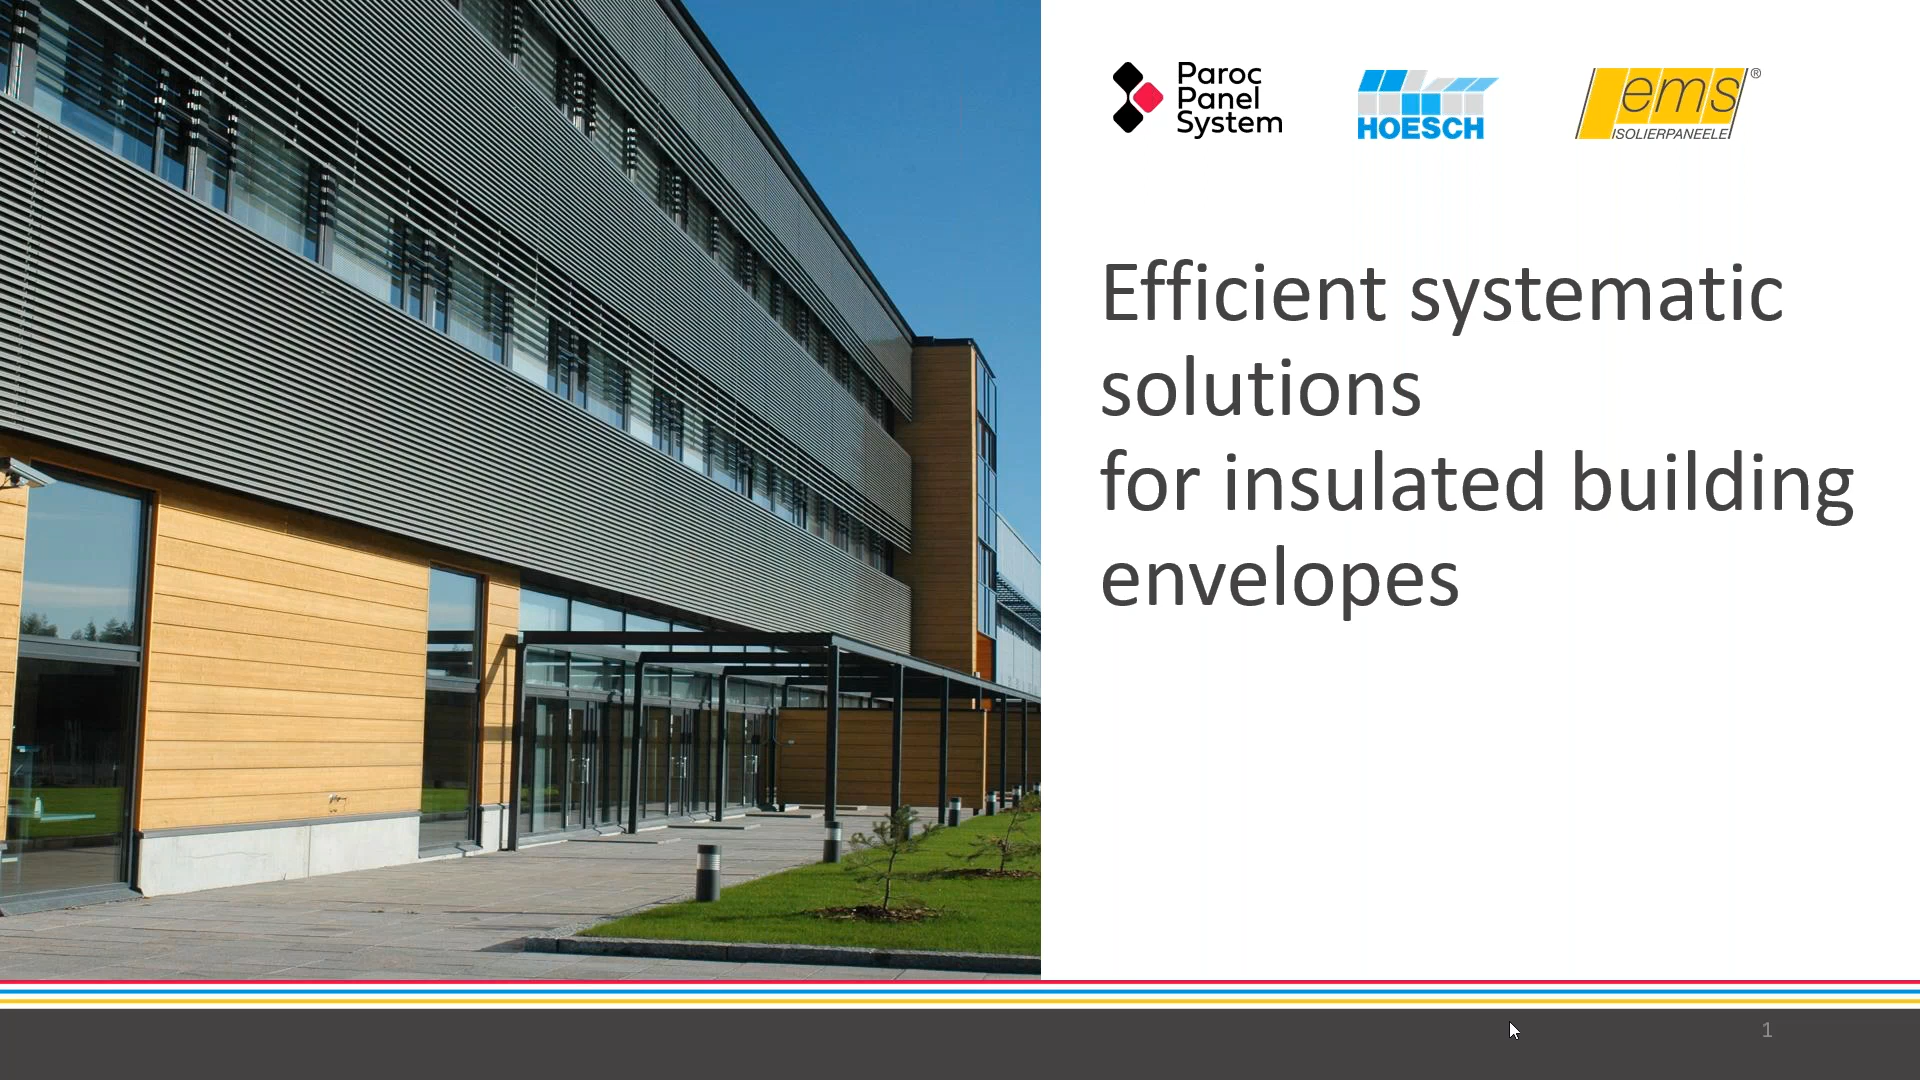 Paroc
Panel
System
HOESCH
ems®
ISOLIERPANEELE
Efficient systematic
solutions
for insulated building
envelopes
1